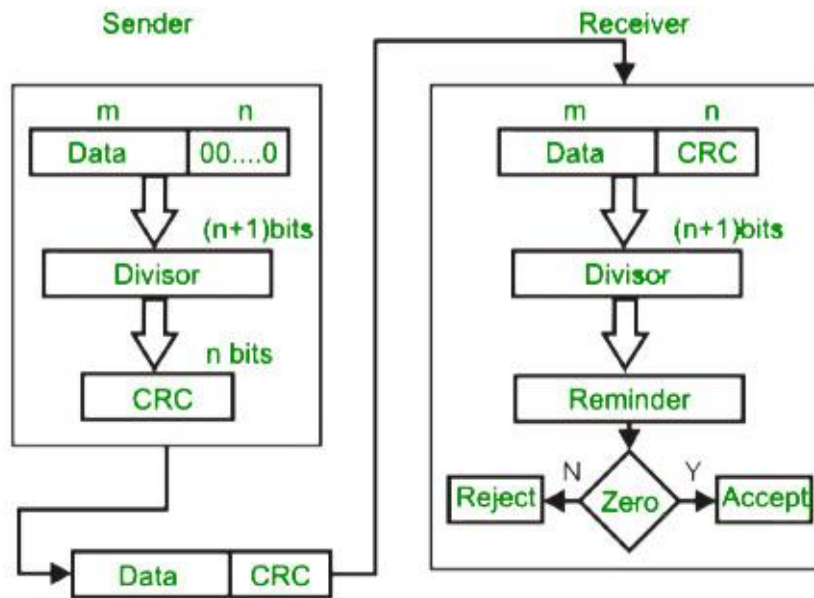 Sender
m n
Data 00....0
(n+1)bits
Divisor
n bits
CRC
Data CRC
Receiver
m n
Data CRC
(n+1)bits
Divisor
Reminder
N Y
Reject Zero Accept